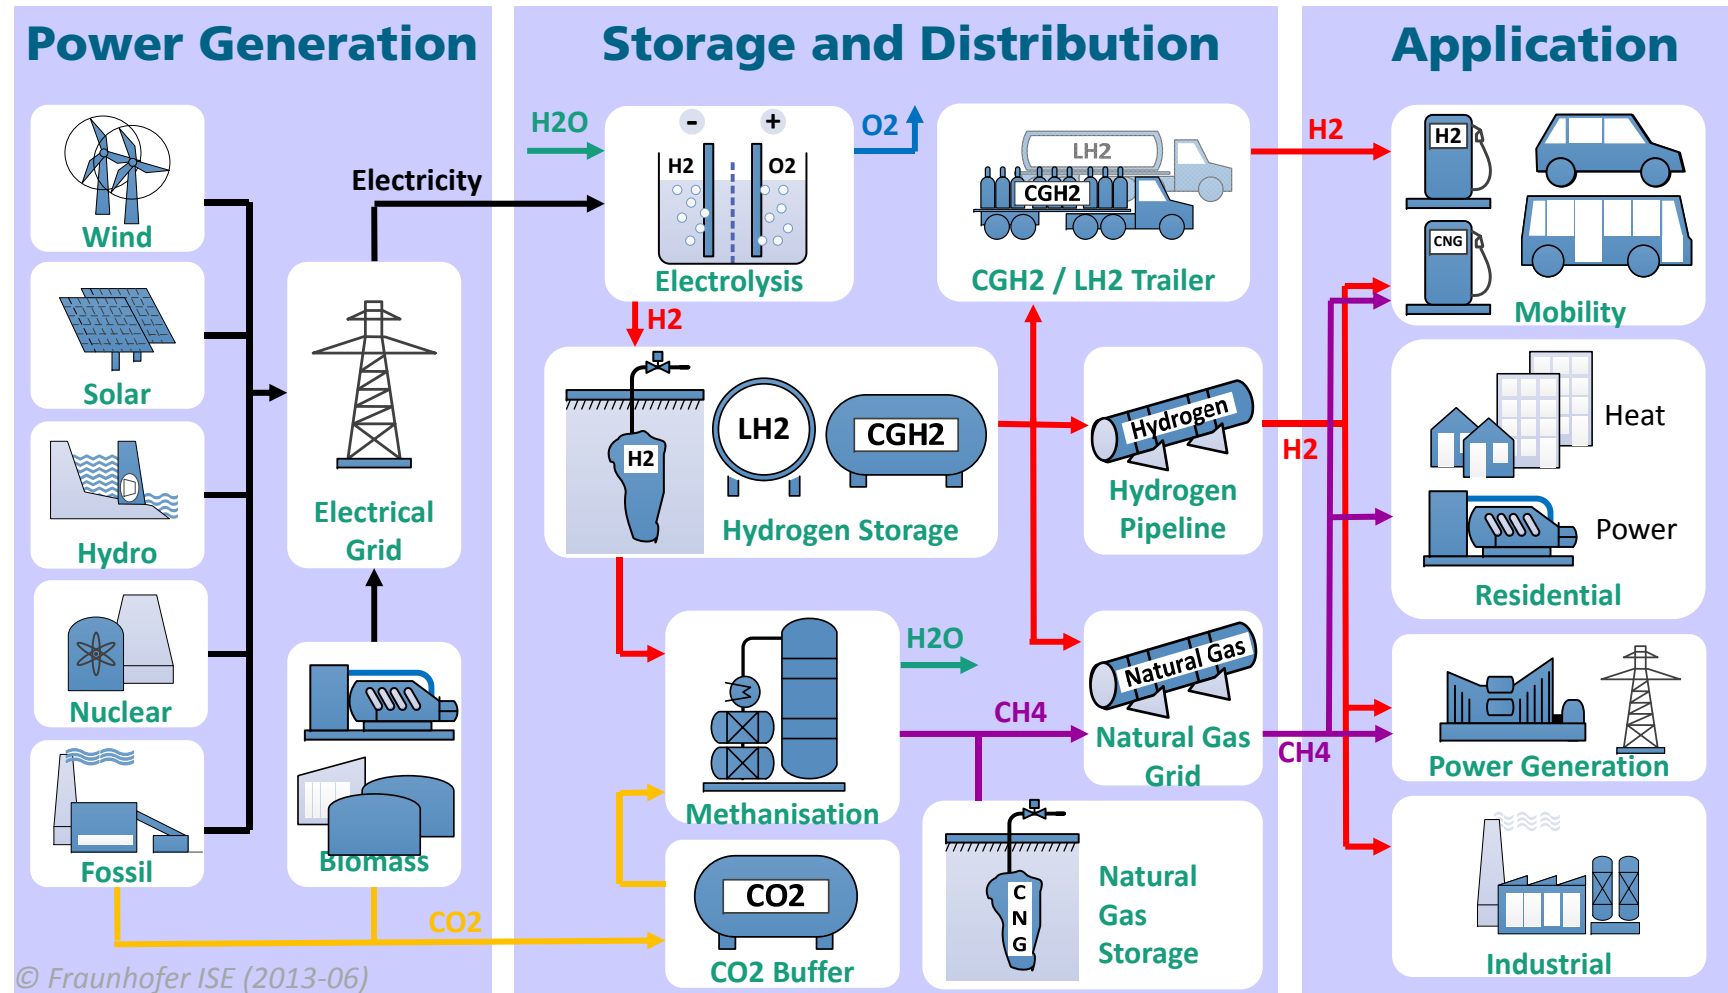 Power Generation
Wind
Solar
Hydro
Nuclear
Fossil
Electricity
Electrical
Grid
Biomass
CO2
© Fraunhofer ISE (2013-06)
Storage and Distribution
H2O
- +
H2 O2
Electrolysis
O2
LH2
CGH2
CGH2 / LH2 Trailer
H2
H2
LH2
CGH2
Hydrogen Storage
Hydrogen
Hydrogen
Pipeline
H2O
Methanisation
CH4
Natural Gas
Natural Gas
Grid
CO2
CO2 Buffer
C
N
G
Natural
Gas
Storage
H2
H2
CH4
Application
H2
CNG
Mobility
Heat
Power
Residential
Power Generation
Industrial